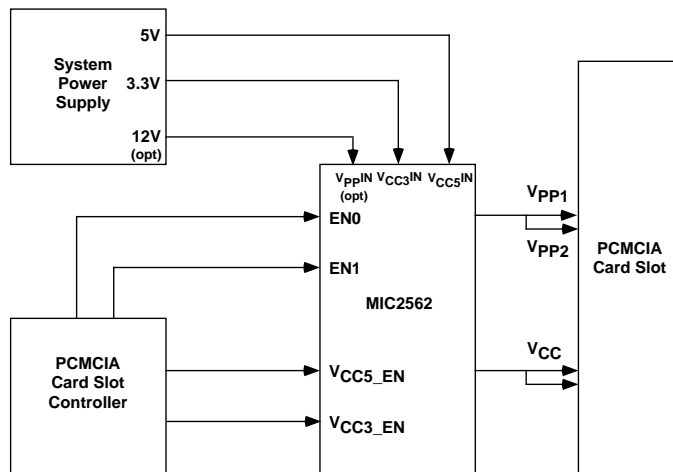 System
Power
Supply
5V
3.3V
12V
(opt)
VPPIN VCC3IN VCC5IN
(opt)
EN0
EN1
MIC2562
VCC5_EN
VCC3_EN
PCMCIA
Card Slot
Controller
VPP1
VPP2
VCC
PCMCIA
Card Slot